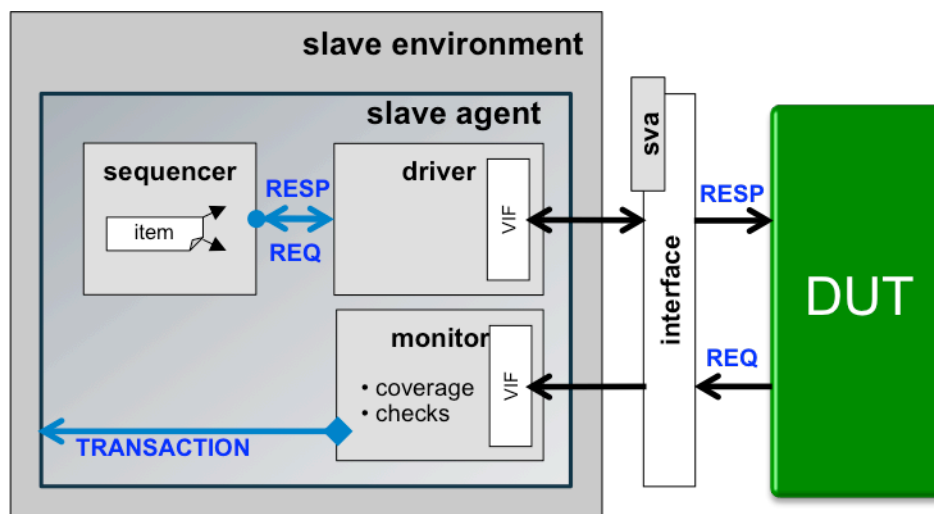 slave environment
slave agent
sequencer
item
RESP
REQ
driver
VIF
sva
interface
RESP
REQ
DUT
monitor
• coverage
• checks
VIF
TRANSACTION